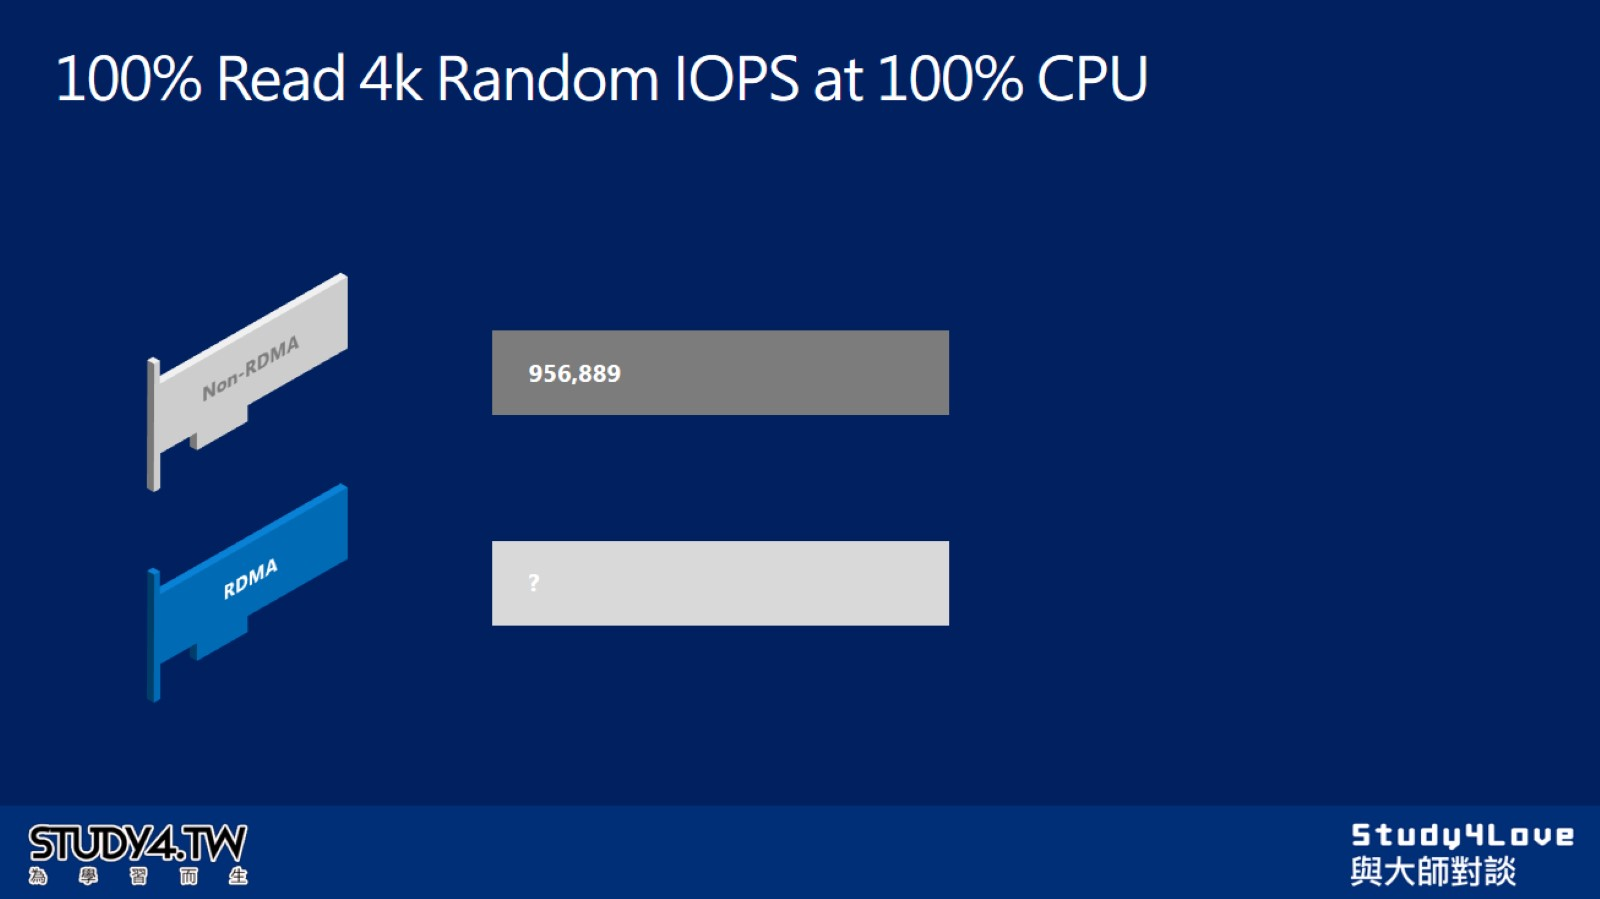 100% Read 4k Random IOPS at 100% CPU
Non-RDMA
956,889
RDMA
?
STUDY4.TW
為學習而生
Study4Love
與大師對談